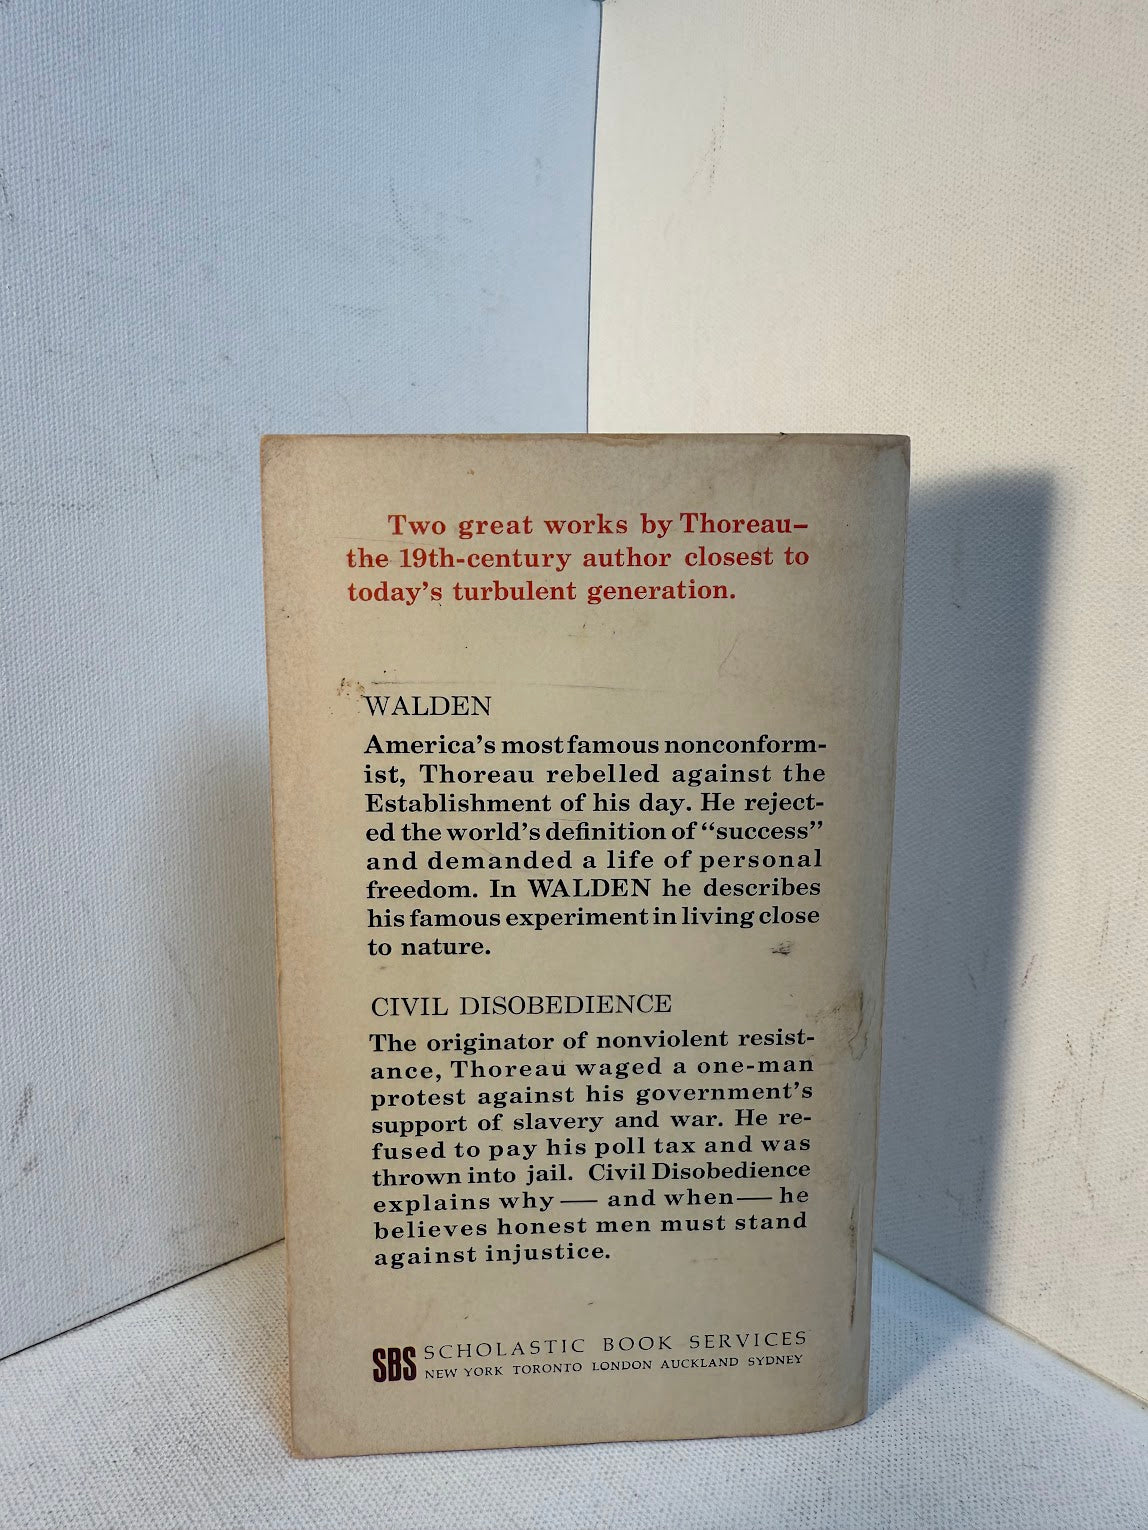 Two great works by Thoreau–
the 19th-century author closest to
today's turbulent generation.
WALDEN
America's most famous nonconform-
ist, Thoreau rebelled against the
Establishment of his day. He reject-
ed the world's definition of “success”
and demanded a life of personal
freedom. In WALDEN he describes
his famous experiment in living close
to nature.
CIVIL DISOBEDIENCE
The originator of nonviolent resist-
ance, Thoreau waged a one-man
protest against his government's
support of slavery and war. He re-
fused to pay his poll tax and was
thrown into jail. Civil Disobedience
explains why — and when — he
believes honest men must stand
against injustice.
SBS SCHOLASTIC BOOK SERVICES
NEW YORK TORONTO LONDON AUCKLAND SYDNEY